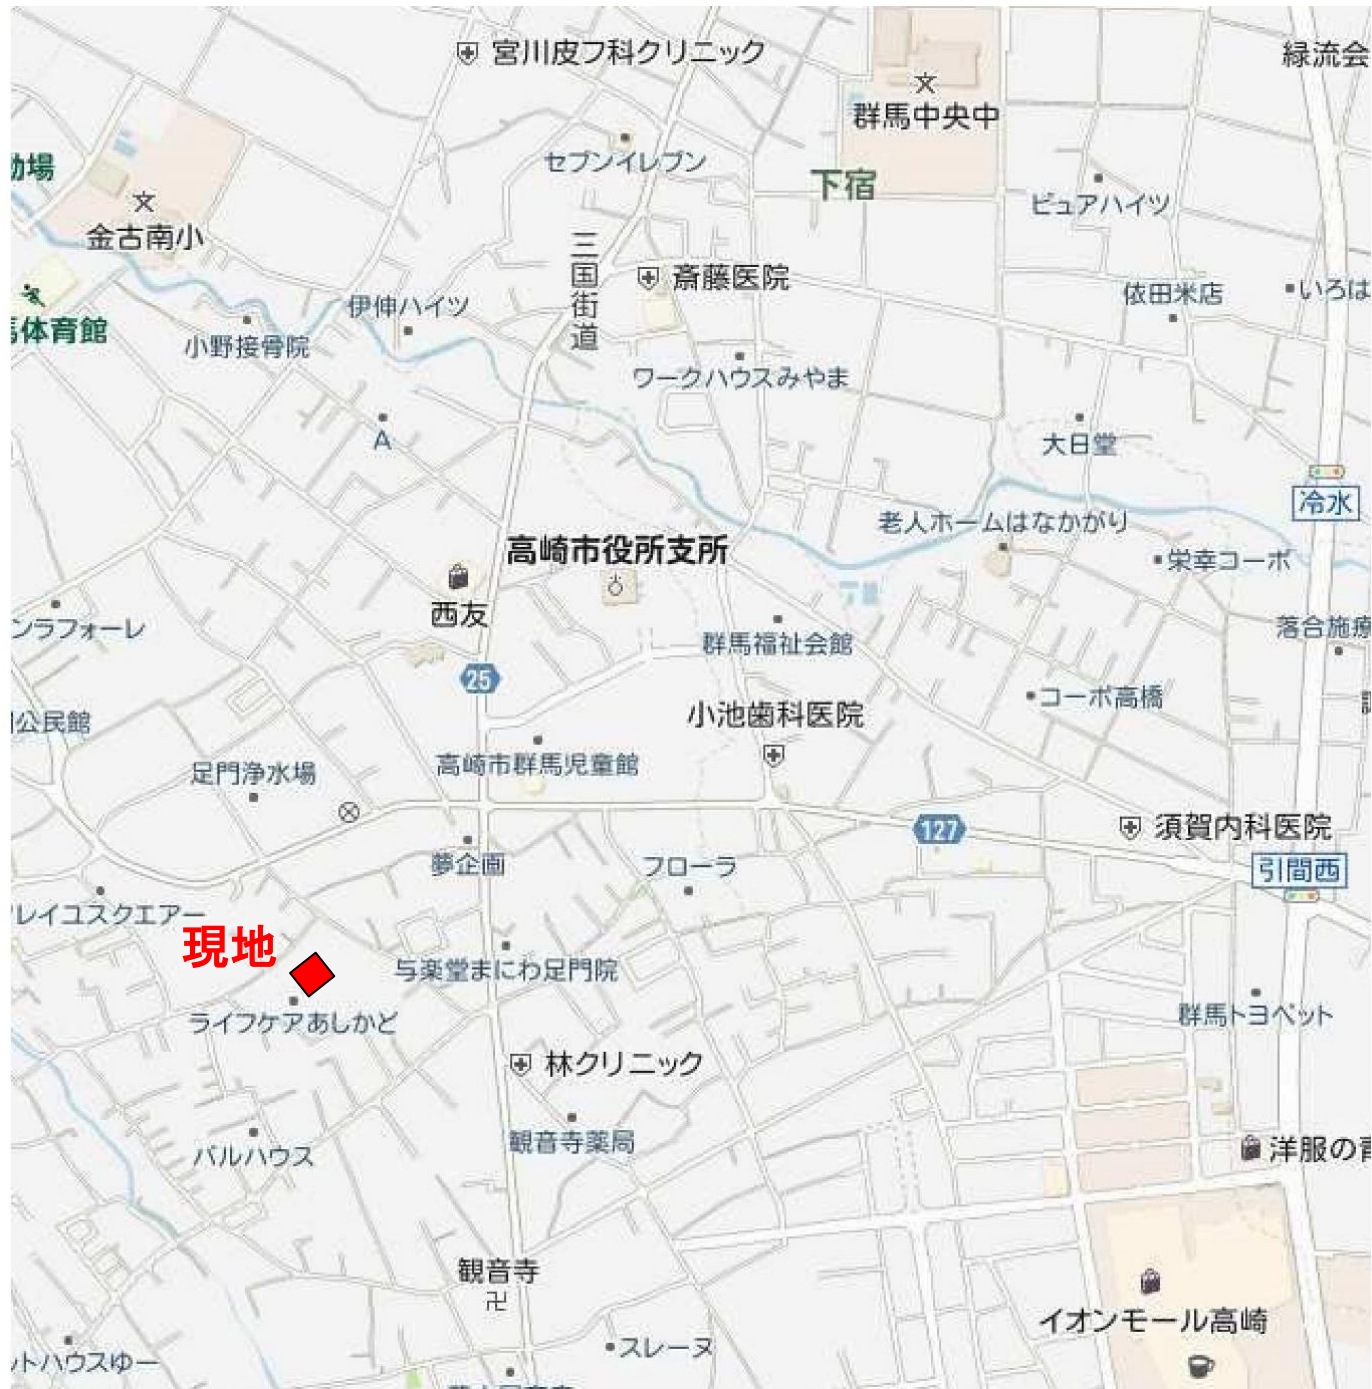 宮川皮フ科クリニック
緑流会
群馬中央中
セブンイレブン
動場
下宿
ピュアハイツ
金古南小
三国街道
斎藤医院
依田米店
いろは
伊伸ハイツ
体育館
小野接骨院
ワークハウスみやま
A
大日堂
冷水
老人ホームはなかがり
高崎市役所支所
栄幸コーポ
西友
ンラフォーレ
群馬福祉会館
落合施療
25
コーポ高橋
公民館
小池歯科医院
高崎市群馬児童館
足門浄水場
127
須賀内科医院
夢企画
フローラ
引間西
レイユスクエアー
現地
与楽堂まにわ足門院
ライフケアあしかど
群馬トヨペット
林クリニック
観音寺薬局
パルハウス
洋服の青
観音寺
イオンモール高崎
スレーヌ
ットハウスゆー